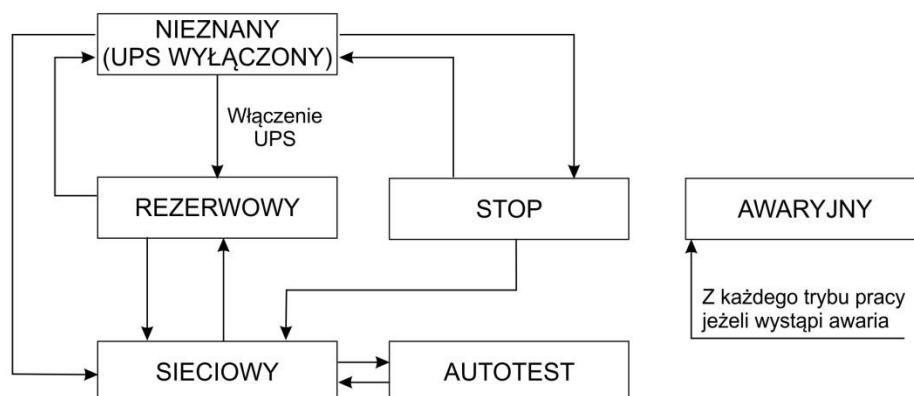 NIEZNANY
(UPS WYŁĄCZONY)
Włączenie
UPS
REZERWOWY
STOP
AWARYJNY
Z każdego trybu pracy
jeżeli wystąpi awaria
SIECIOWY
AUTOTEST